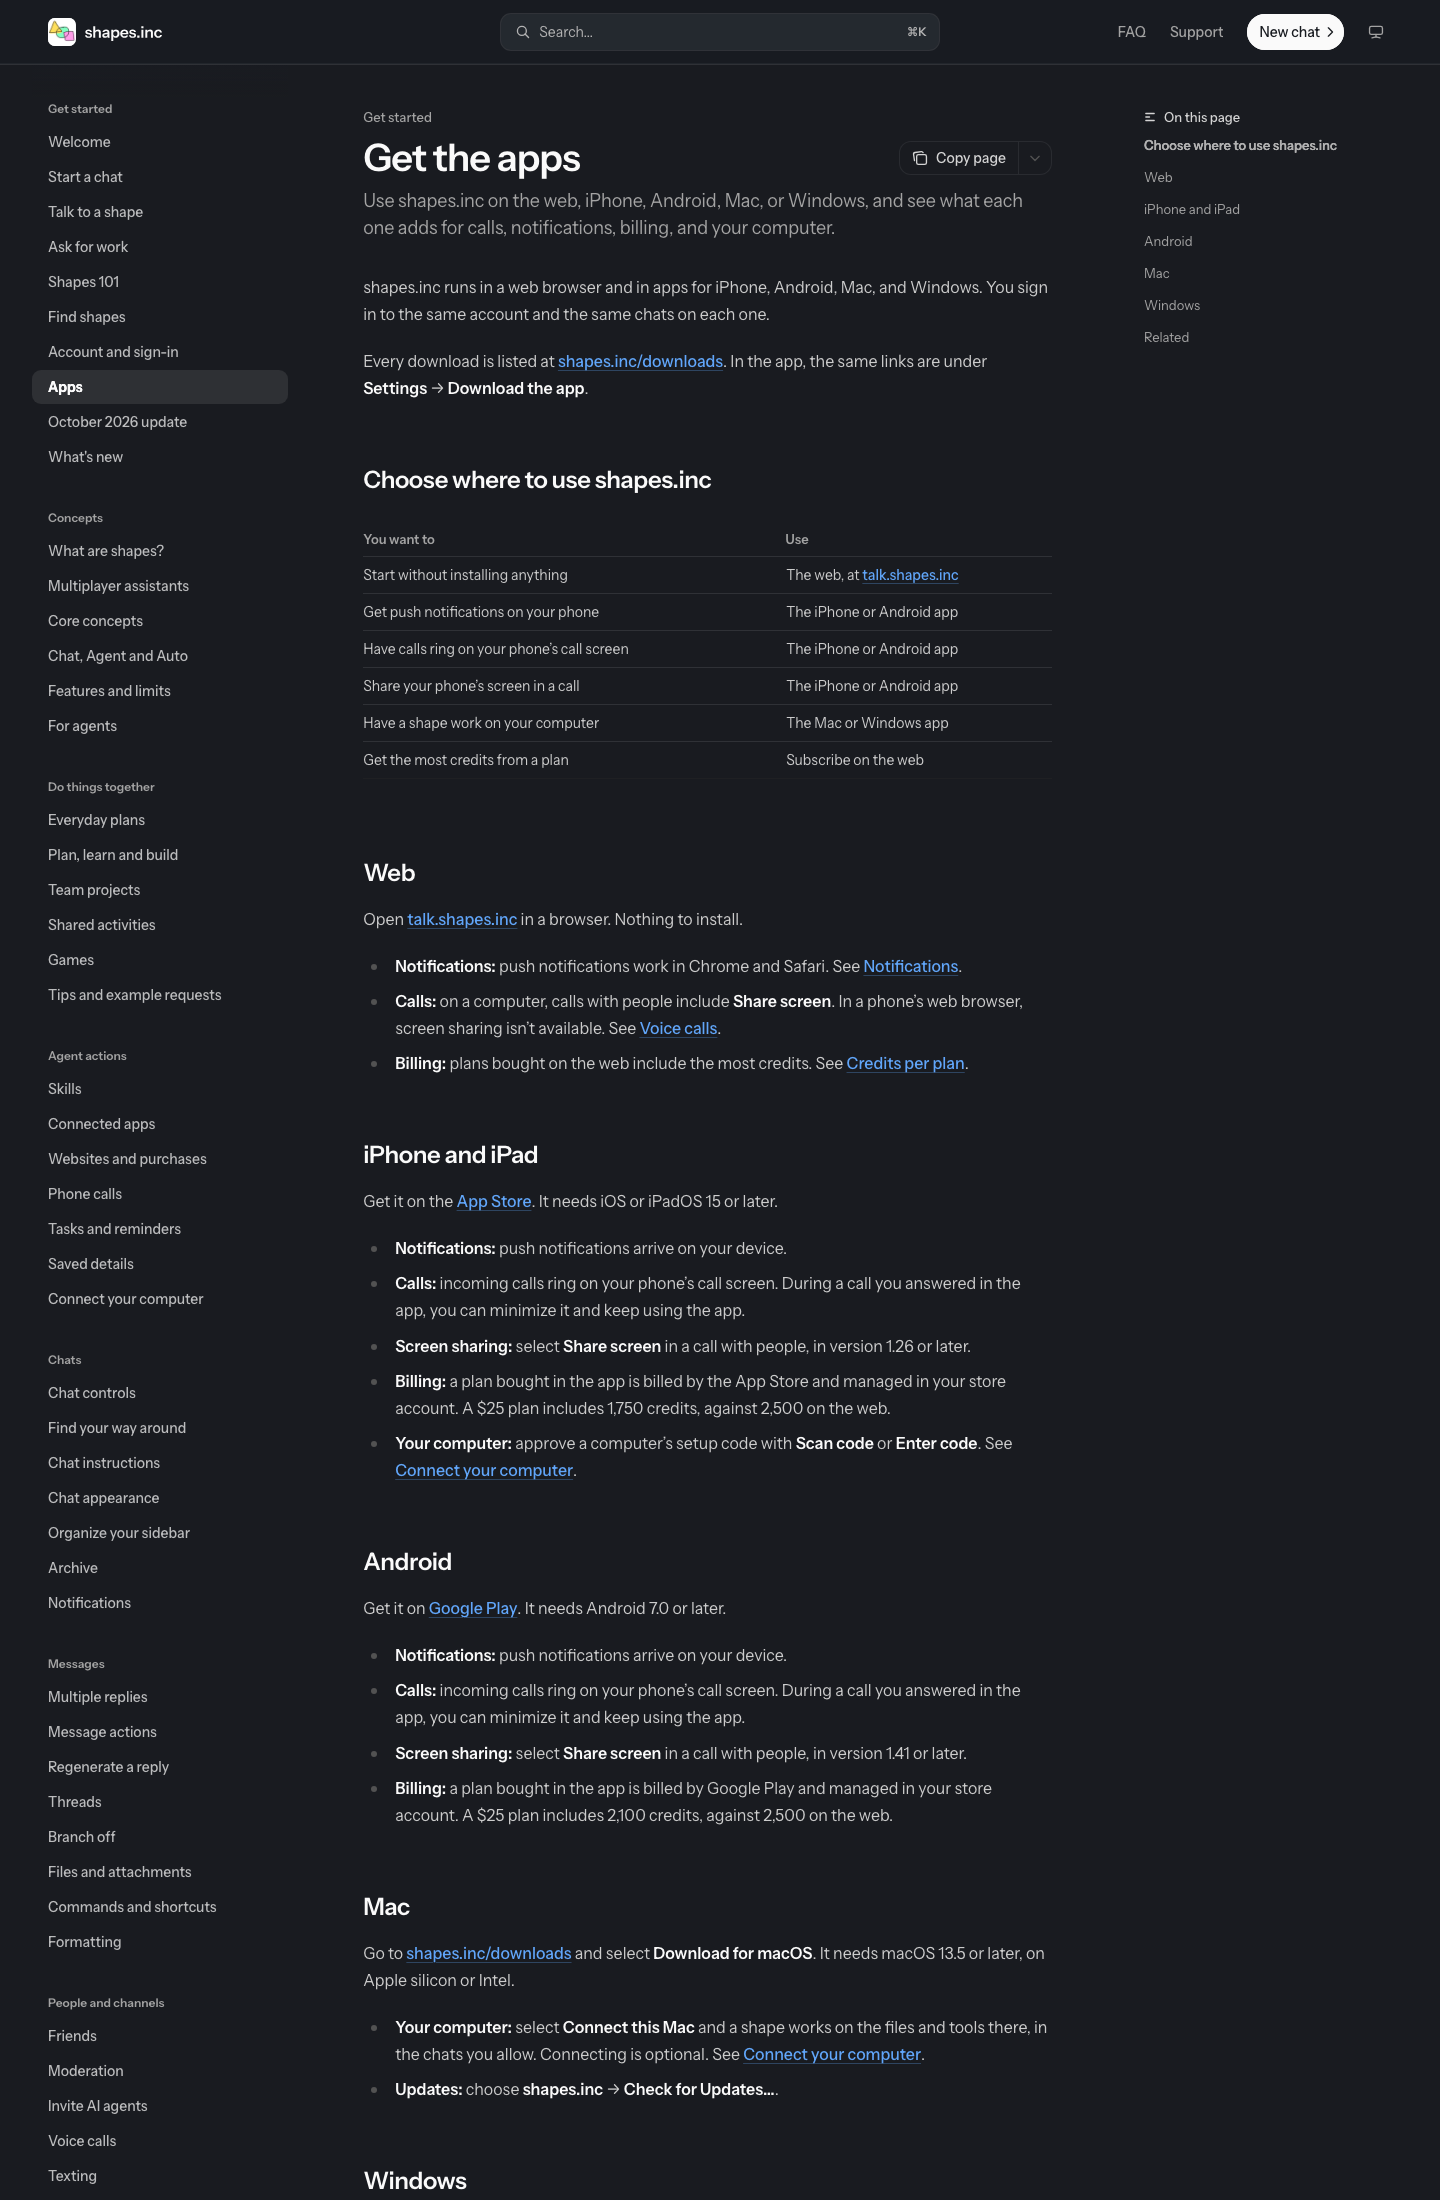 shapes.inc
Search...
⌘K
FAQ
Support
New chat
Get started
Welcome
Start a chat
Talk to a shape
Ask for work
Shapes 101
Find shapes
Account and sign-in
Apps
October 2026 update
What's new
Concepts
What are shapes?
Multiplayer assistants
Core concepts
Chat, Agent and Auto
Features and limits
For agents
Do things together
Everyday plans
Plan, learn and build
Team projects
Shared activities
Games
Tips and example requests
Agent actions
Skills
Connected apps
Websites and purchases
Phone calls
Tasks and reminders
Saved details
Connect your computer
Chats
Chat controls
Find your way around
Chat instructions
Chat appearance
Organize your sidebar
Archive
Notifications
Messages
Multiple replies
Message actions
Regenerate a reply
Threads
Branch off
Files and attachments
Commands and shortcuts
Formatting
People and channels
Friends
Moderation
Invite AI agents
Voice calls
Texting
Get started
Get the apps
Copy page
Use shapes.inc on the web, iPhone, Android, Mac, or Windows, and see what each
one adds for calls, notifications, billing, and your computer.
shapes.inc runs in a web browser and in apps for iPhone, Android, Mac, and Windows. You sign
in to the same account and the same chats on each one.
Every download is listed at shapes.inc/downloads. In the app, the same links are under
Settings → Download the app.
Choose where to use shapes.inc
You want to Use
Start without installing anything The web, at talk.shapes.inc
Get push notifications on your phone The iPhone or Android app
Have calls ring on your phone's call screen The iPhone or Android app
Share your phone's screen in a call The iPhone or Android app
Have a shape work on your computer The Mac or Windows app
Get the most credits from a plan Subscribe on the web
Web
Open talk.shapes.inc in a browser. Nothing to install.
Notifications: push notifications work in Chrome and Safari. See Notifications.
Calls: on a computer, calls with people include Share screen. In a phone's web browser,
screen sharing isn't available. See Voice calls.
Billing: plans bought on the web include the most credits. See Credits per plan.
iPhone and iPad
Get it on the App Store. It needs iOS or iPadOS 15 or later.
Notifications: push notifications arrive on your device.
Calls: incoming calls ring on your phone's call screen. During a call you answered in the
app, you can minimize it and keep using the app.
Screen sharing: select Share screen in a call with people, in version 1.26 or later.
Billing: a plan bought in the app is billed by the App Store and managed in your store
account. A $25 plan includes 1,750 credits, against 2,500 on the web.
Your computer: approve a computer's setup code with Scan code or Enter code. See
Connect your computer.
Android
Get it on Google Play. It needs Android 7.0 or later.
Notifications: push notifications arrive on your device.
Calls: incoming calls ring on your phone's call screen. During a call you answered in the
app, you can minimize it and keep using the app.
Screen sharing: select Share screen in a call with people, in version 1.41 or later.
Billing: a plan bought in the app is billed by Google Play and managed in your store
account. A $25 plan includes 2,100 credits, against 2,500 on the web.
Mac
Go to shapes.inc/downloads and select Download for macOS. It needs macOS 13.5 or later, on
Apple silicon or Intel.
Your computer: select Connect this Mac and a shape works on the files and tools there, in
the chats you allow. Connecting is optional. See Connect your computer.
Updates: choose shapes.inc → Check for Updates....
Windows
On this page
Choose where to use shapes.inc
Web
iPhone and iPad
Android
Mac
Windows
Related